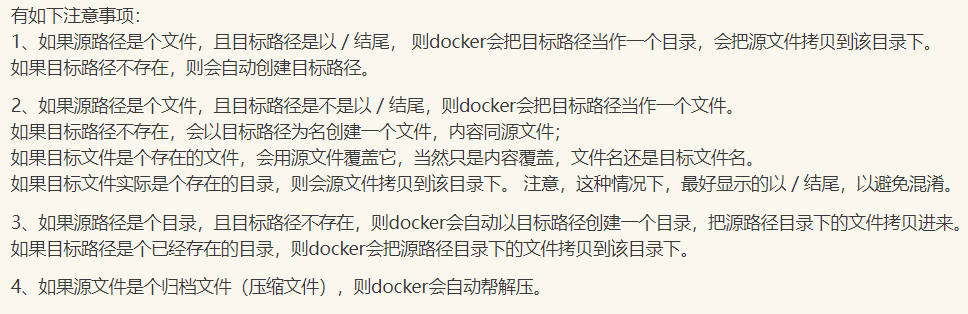 有如下注意事项：
1、如果源路径是个文件，且目标路径是以 / 结尾， 则docker会把目标路径当作一个目录，会把源文件拷贝到该目录下。
如果目标路径不存在，则会自动创建目标路径。
2、如果源路径是个文件，且目标路径是不是以 / 结尾，则docker会把目标路径当作一个文件。
如果目标路径不存在，会以目标路径为名创建一个文件，内容同源文件；
如果目标文件是个存在的文件，会用源文件覆盖它，当然只是内容覆盖，文件名还是目标文件名。
如果目标文件实际是个存在的目录，则会源文件拷贝到该目录下。 注意，这种情况下，最好显示的以 / 结尾，以避免混淆。
3、如果源路径是个目录，且目标路径不存在，则docker会自动以目标路径创建一个目录，把源路径目录下的文件拷贝进来。
如果目标路径是个已经存在的目录，则docker会把源路径目录下的文件拷贝到该目录下。
4、如果源文件是个归档文件（压缩文件），则docker会自动帮解压。